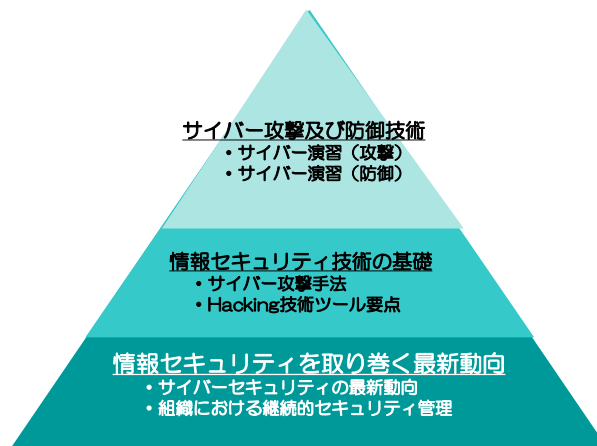 サイバー攻撃及び防御技術
・サイバー演習（攻撃）
・サイバー演習（防御）
情報セキュリティ技術の基礎
・サイバー攻撃手法
・Hacking技術ツール要点
情報セキュリティを取り巻く最新動向
・サイバーセキュリティの最新動向
・組織における継続的セキュリティ管理